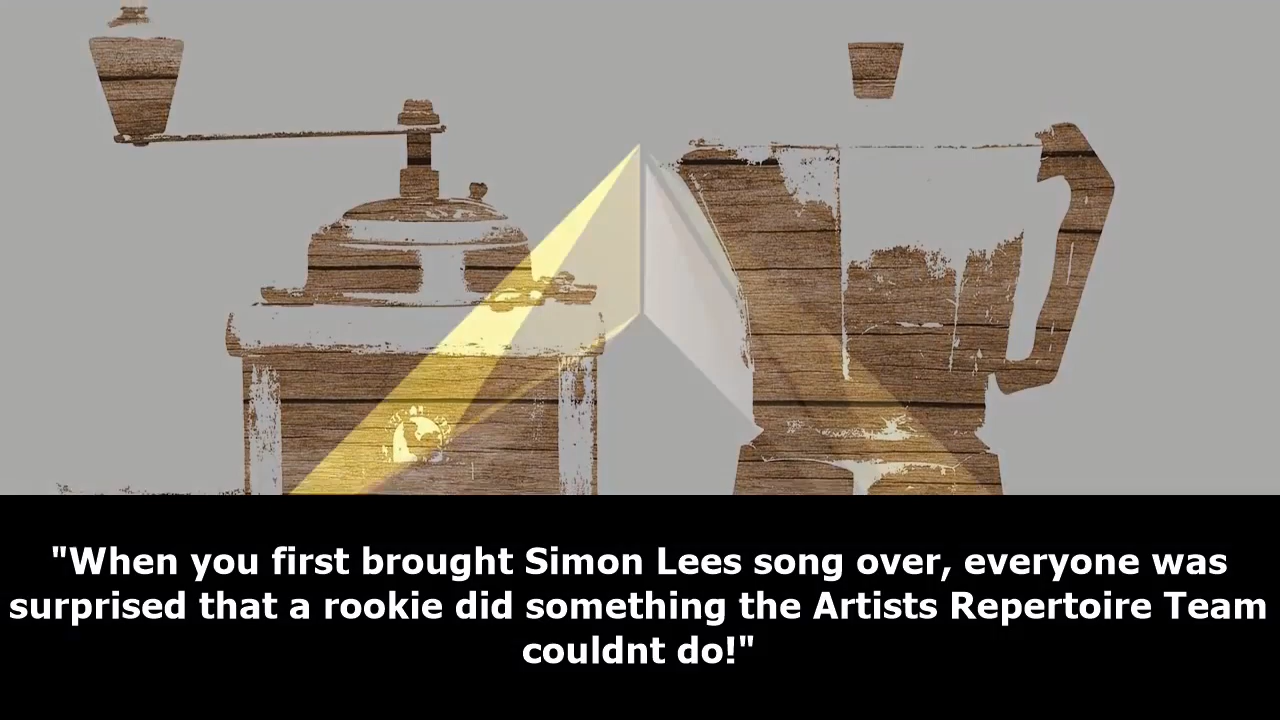 "When you first brought Simon Lees song over, everyone was
surprised that a rookie did something the Artists Repertoire Team
couldnt do!"